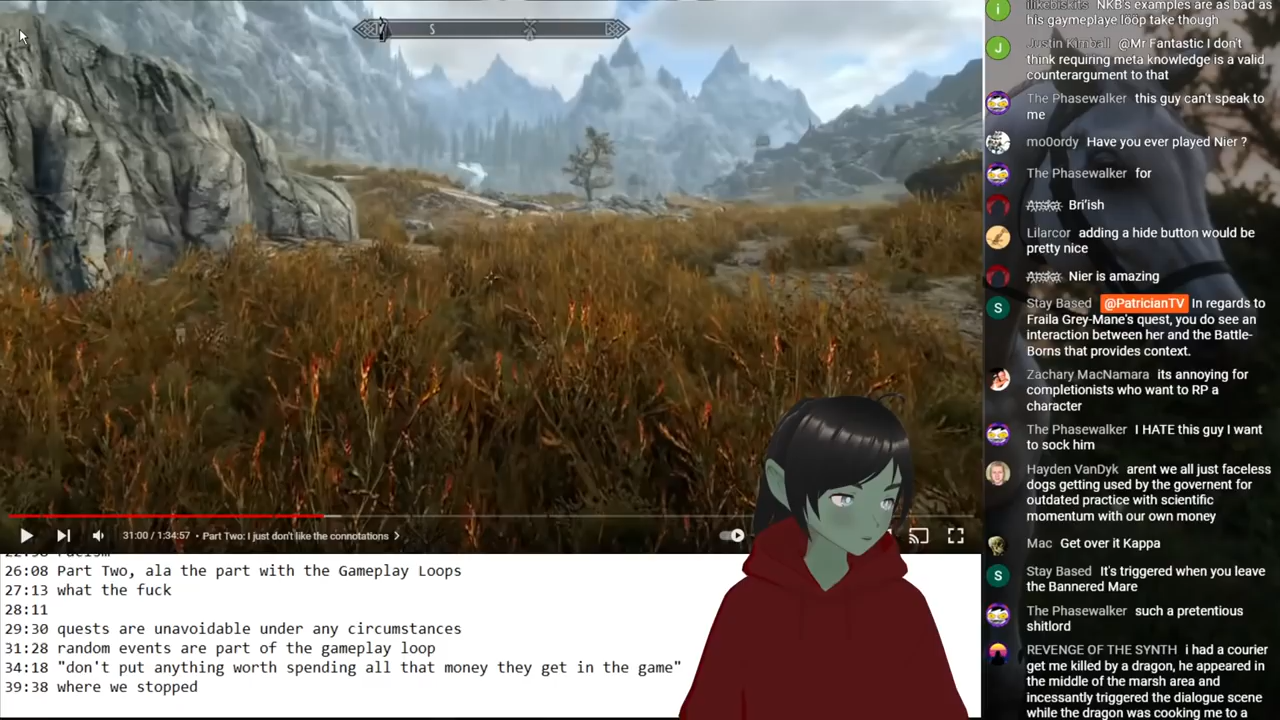 S
31:00 / 1:34:57 • Part Two: I just don't like the connotations
26:08 Part Two, ala the part with the Gameplay Loops
27:13 what the fuck
28:11
29:30 quests are unavoidable under any circumstances
31:28 random events are part of the gameplay loop
34:18 "don't put anything worth spending all that money they get in the game"
39:38 where we stopped
ilikebiskits NKB's examples are as bad as
his gaymeplaye lööp take though
Justin Kimball @Mr Fantastic I don't
think requiring meta knowledge is a valid
counterargument to that
The Phasewalker this guy can't speak to
me
mo0ordy Have you ever played Nier ?
The Phasewalker for
Bri'ish
Lilarcor adding a hide button would be
pretty nice
Nier is amazing
Stay Based @PatricianTV In regards to
Fraila Grey-Mane's quest, you do see an
interaction between her and the Battle-
Borns that provides context.
Zachary MacNamara its annoying for
completionists who want to RP a
character
The Phasewalker I HATE this guy I want
to sock him
Hayden VanDyk arent we all just faceless
dogs getting used by the governent for
outdated practice with scientific
momentum with our own money
Mac Get over it Kappa
Stay Based It's triggered when you leave
the Bannered Mare
The Phasewalker such a pretentious
shitlord
REVENGE OF THE SYNTH i had a courier
get me killed by a dragon, he appeared in
the middle of the marsh area and
incessantly triggered the dialogue scene
while the dragon was cooking me to a